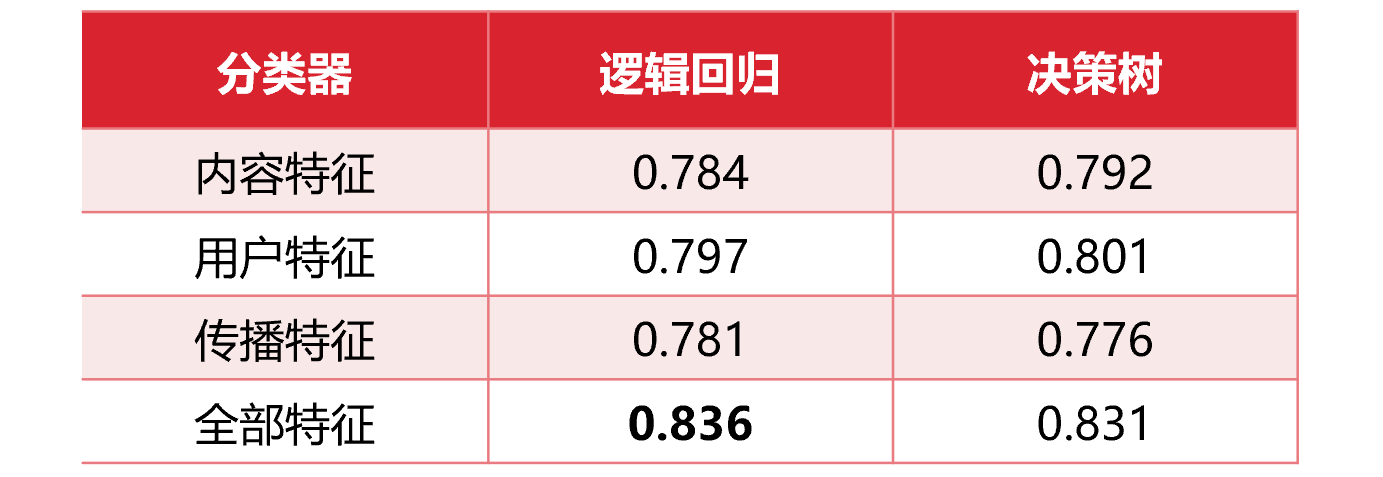 分类器 逻辑回归 决策树
内容特征 0.784 0.792
用户特征 0.797 0.801
传播特征 0.781 0.776
全部特征 0.836 0.831